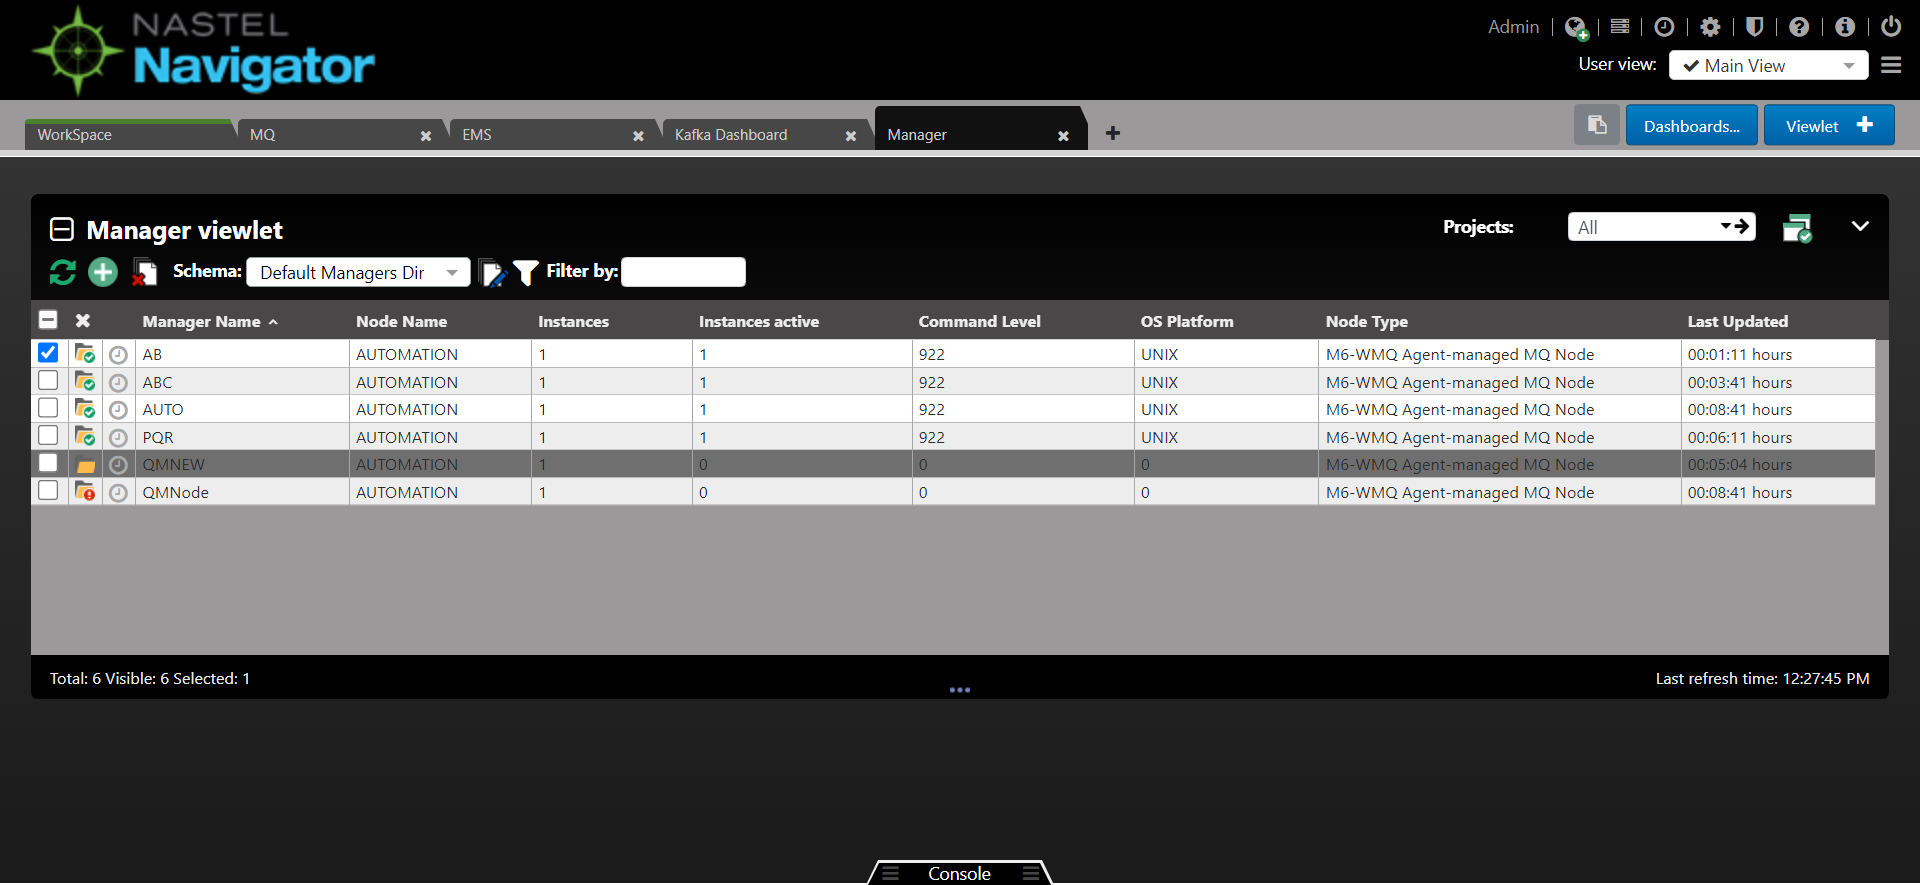 NASTEL
Navigator
Admin
User view: Main View
WorkSpace MQ EMS Kafka Dashboard Manager
Dashboards... Viewlet
Manager viewlet Projects: All
Schema: Default Managers Dir Filter by:
Manager Name Node Name Instances Instances active Command Level OS Platform Node Type Last Updated
AB AUTOMATION 1 1 922 UNIX M6-WMQ Agent-managed MQ Node 00:01:11 hours
ABC AUTOMATION 1 1 922 UNIX M6-WMQ Agent-managed MQ Node 00:03:41 hours
AUTO AUTOMATION 1 1 922 UNIX M6-WMQ Agent-managed MQ Node 00:08:41 hours
PQR AUTOMATION 1 1 922 UNIX M6-WMQ Agent-managed MQ Node 00:06:11 hours
QMNEW AUTOMATION 1 0 0 0 M6-WMQ Agent-managed MQ Node 00:05:04 hours
QMNode AUTOMATION 1 0 0 0 M6-WMQ Agent-managed MQ Node 00:08:41 hours
Total: 6 Visible: 6 Selected: 1 Last refresh time: 12:27:45 PM
Console